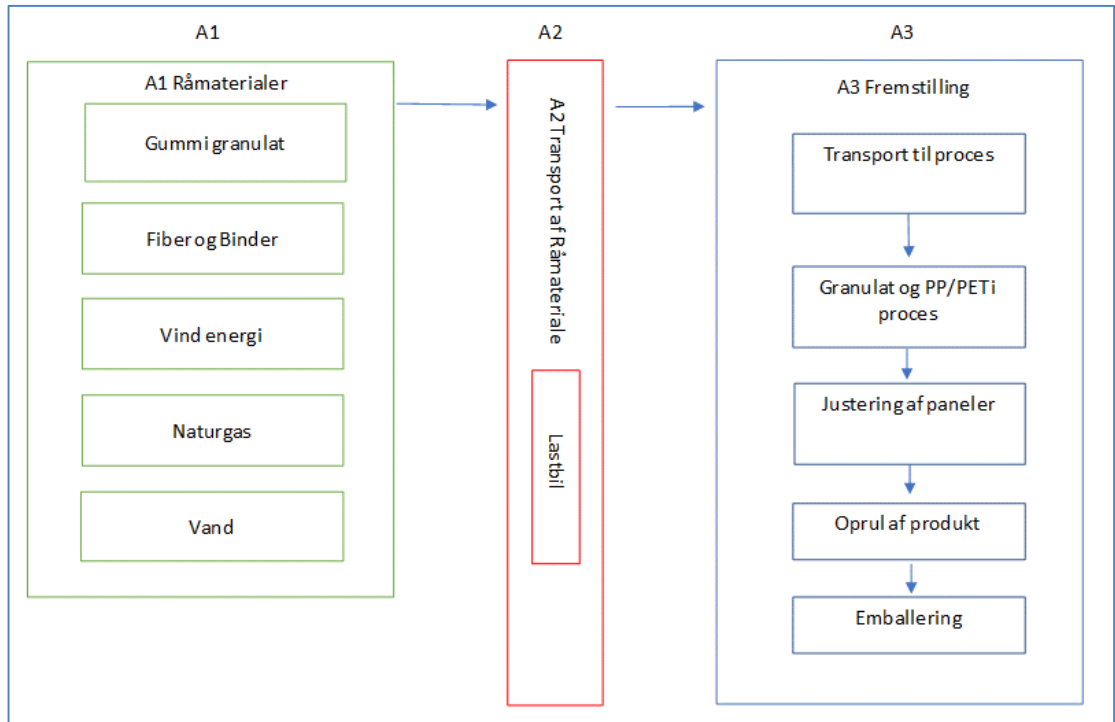 A1
A2
A3
A1 Råmaterialer
Gummi granulat
Fiber og Binder
Vind energi
Naturgas
Vand
A2 Transport af Råmateriale
Lastbil
A3 Fremstilling
Transport til proces
Granulat og PP/PET i
proces
Justering af paneler
Oprul af produkt
Emballering